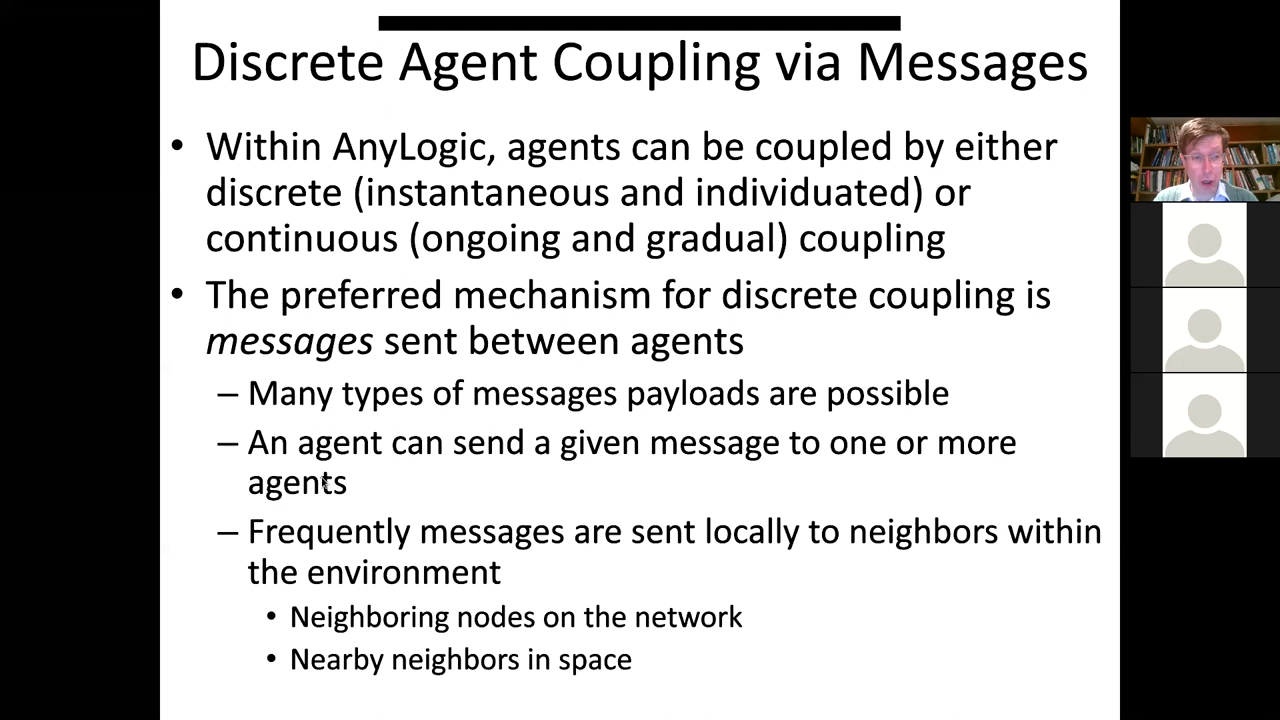 Discrete Agent Coupling via Messages
• Within AnyLogic, agents can be coupled by either
discrete (instantaneous and individuated) or
continuous (ongoing and gradual) coupling
• The preferred mechanism for discrete coupling is
messages sent between agents
– Many types of messages payloads are possible
– An agent can send a given message to one or more
agents
– Frequently messages are sent locally to neighbors within
the environment
• Neighboring nodes on the network
• Nearby neighbors in space